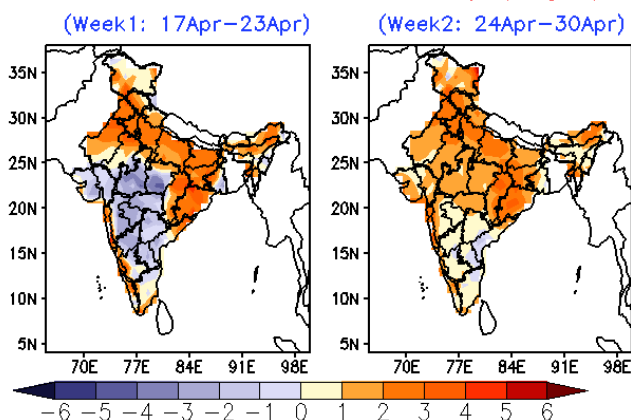 (Week1: 17Apr−23Apr) (Week2: 24Apr−30Apr)
35N 35N
30N 30N
25N 25N
20N 20N
15N 15N
10N 10N
5N 5N
70E 77E 84E 91E 98E 70E 77E 84E 91E 98E
−6 −5 −4 −3 −2 −1 0 1 2 3 4 5 6